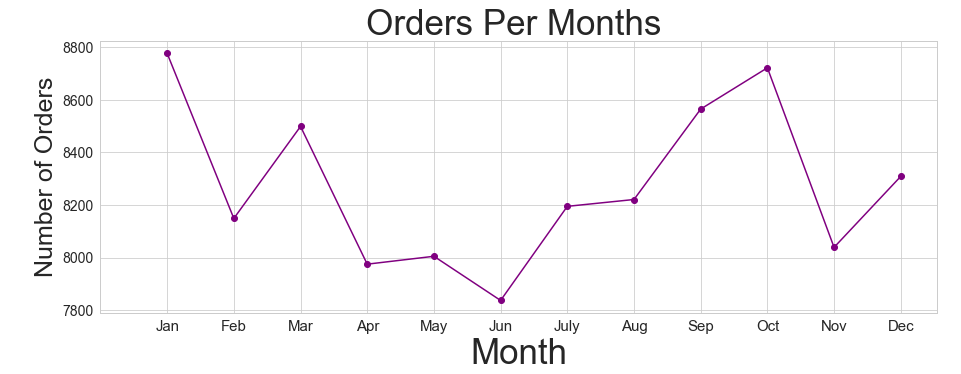 Orders Per Months
Number of Orders
8800
8600
8400
8200
8000
7800
Jan Feb Mar Apr May Jun July Aug Sep Oct Nov Dec
Month